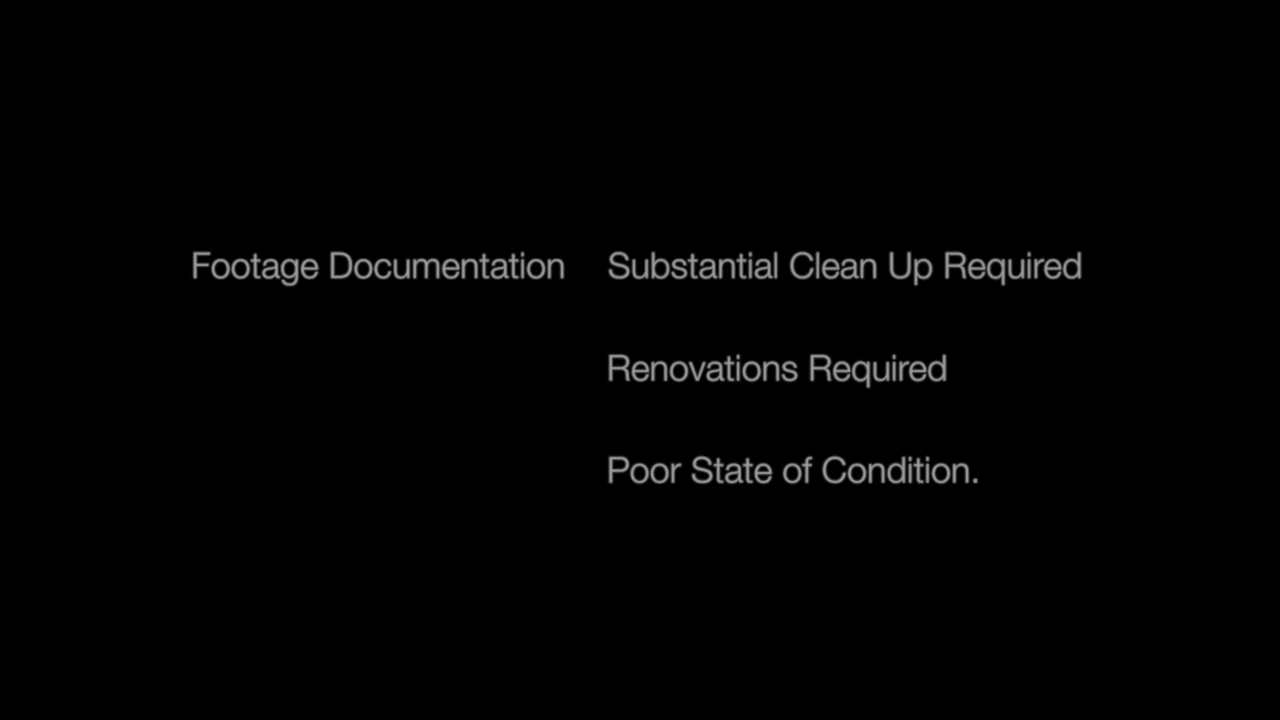 Footage Documentation Substantial Clean Up Required
Renovations Required
Poor State of Condition.